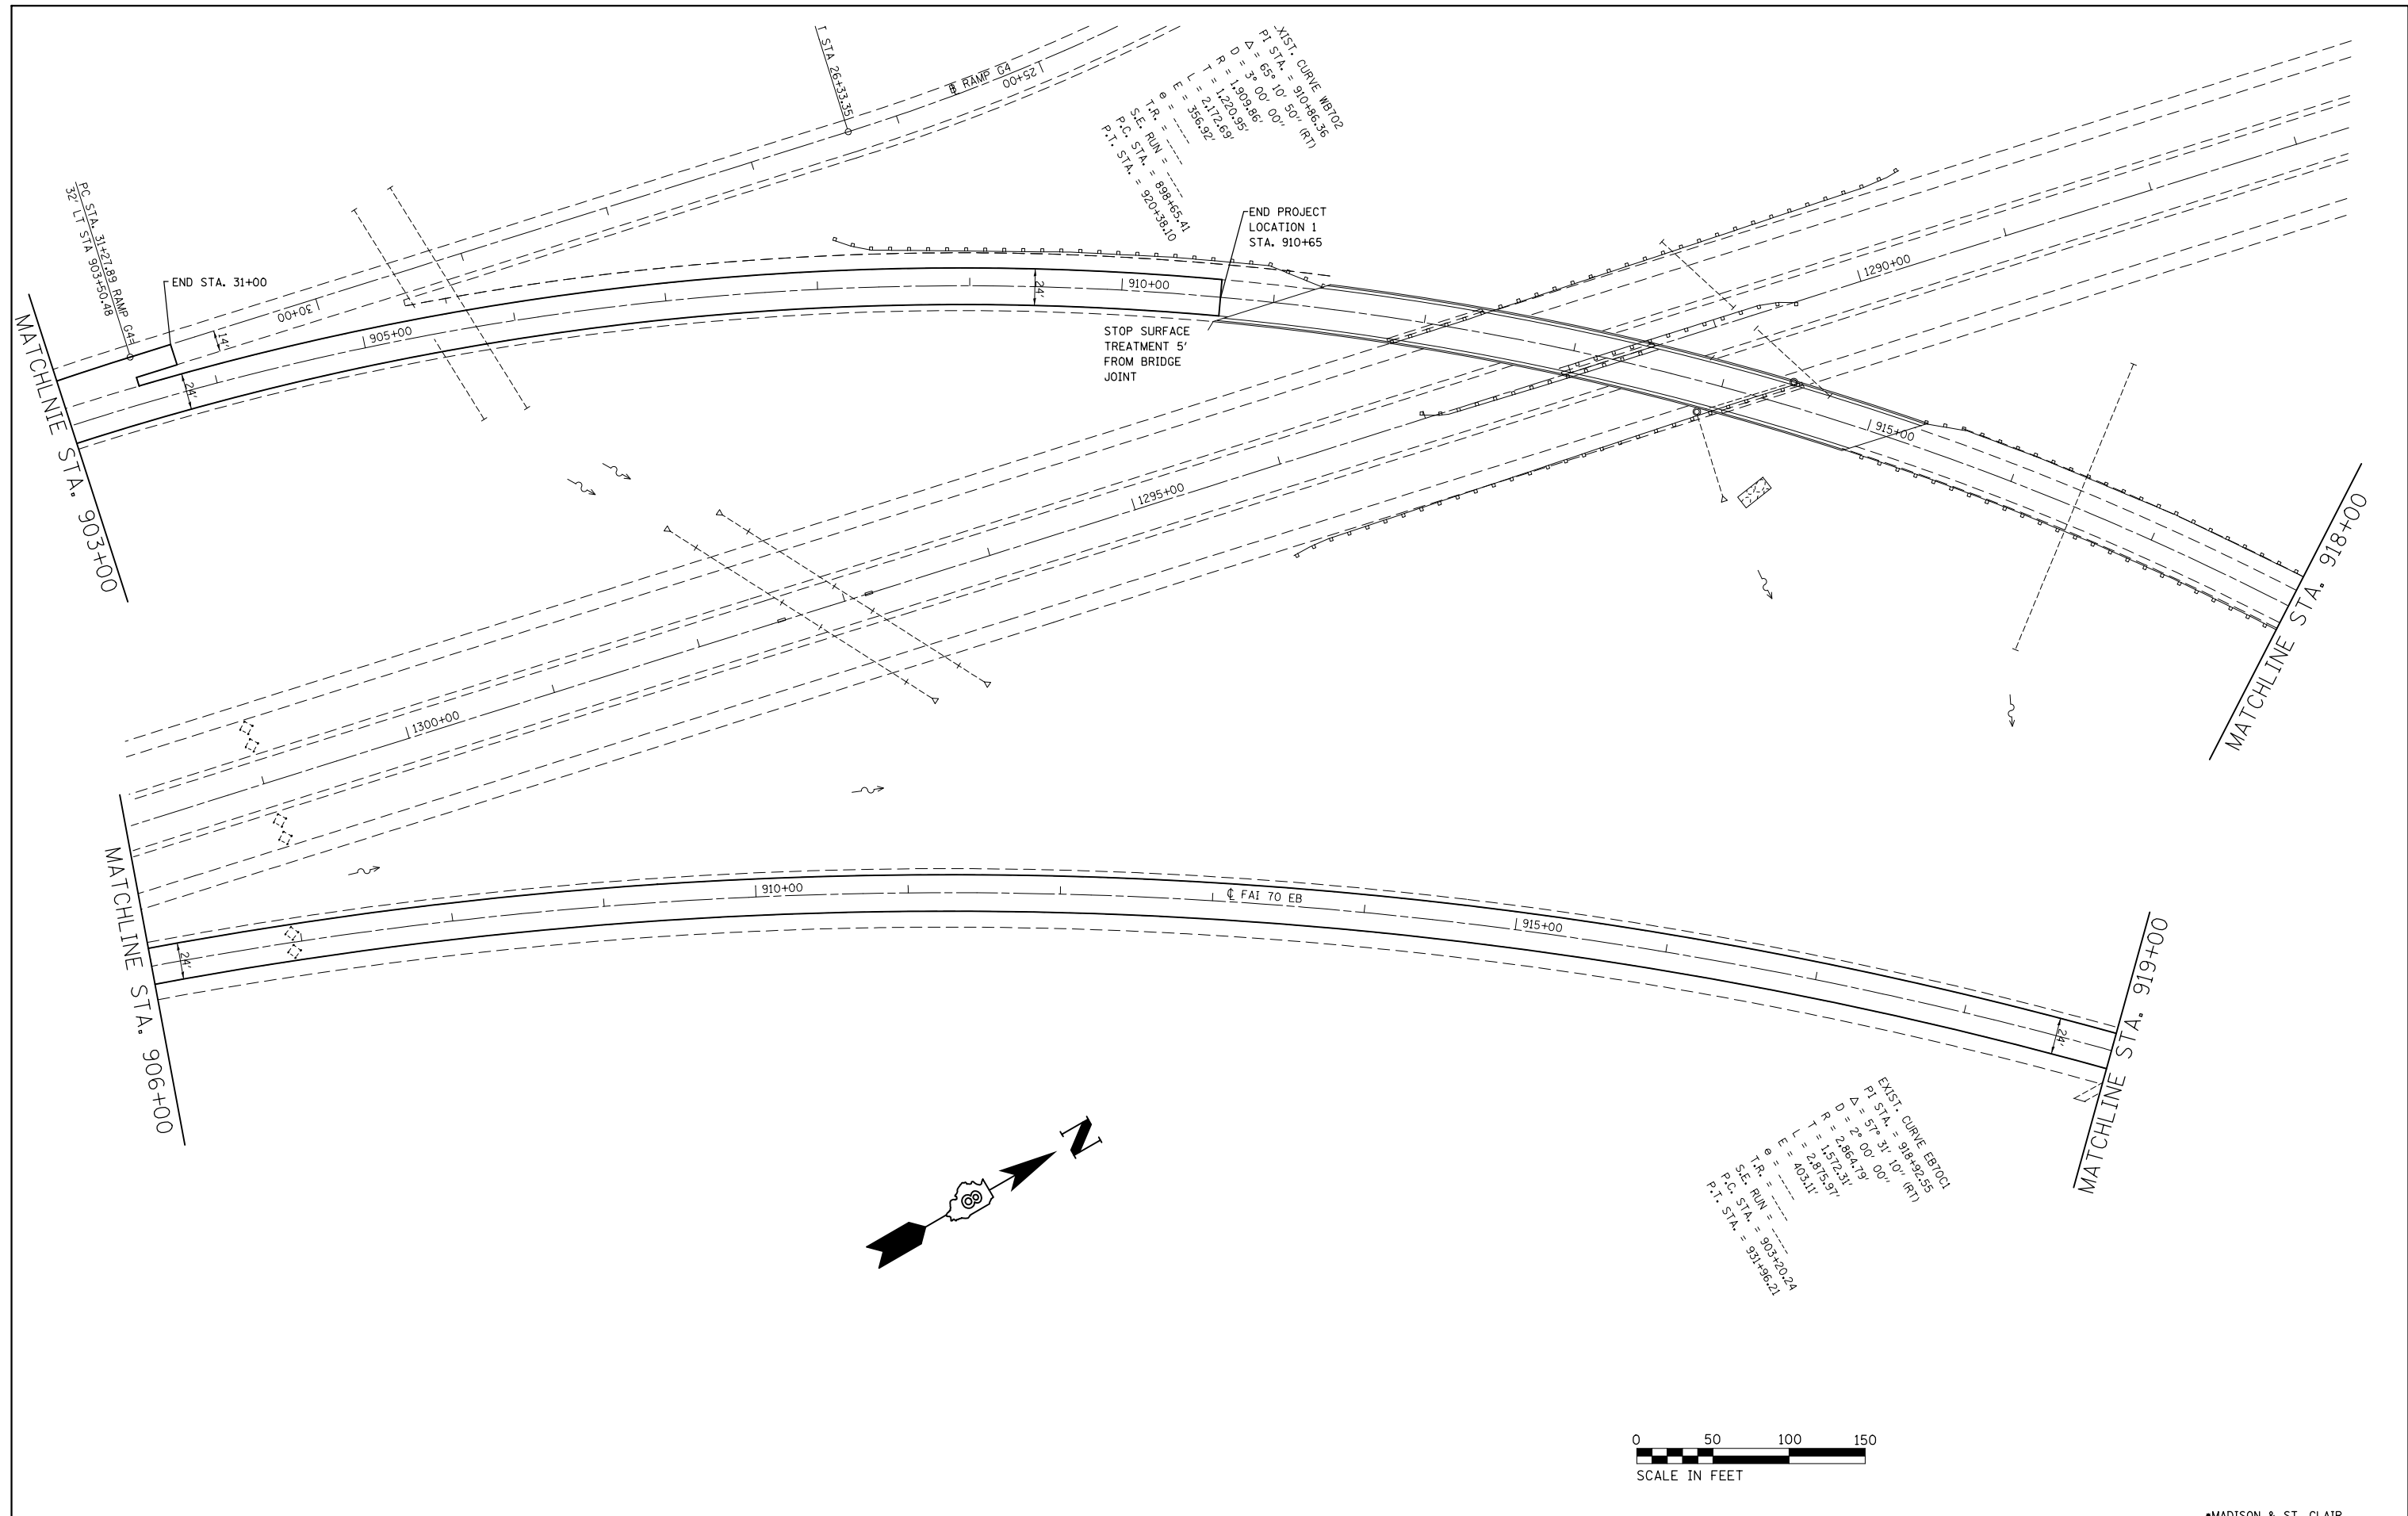 T STA 26+33.35
℄ RAMP G4
25+00
XIST. CURVE WB702
PI STA. = 910+86.36
Δ = 65° 10' 50" (RT)
D = 3° 00' 00"
R = 1,909.86'
T = 1,220.95'
L = 2,172.69'
E = 356.92'
e = -----
T.R. = -----
S.E. RUN = -----
P.C. STA. = 898+65.41
P.T. STA. = 920+38.10
PC STA. 31+27.89 RAMP G4=
32' LT STA 903+50.48
END STA. 31+00
30+00
14'
905+00
24'
24'
910+00
END PROJECT
LOCATION 1
STA. 910+65
STOP SURFACE
TREATMENT 5'
FROM BRIDGE
JOINT
1290+00
915+00
1295+00
1300+00
MATCHLNIE STA. 903+00
MATCHLINE STA. 918+00
MATCHLINE STA. 906+00
24'
910+00
℄ FAI 70 EB
915+00
24'
MATCHLINE STA. 919+00
EXIST. CURVE EB70C1
PI STA. = 918+92.55
Δ = 57° 31' 10" (RT)
D = 2° 00' 00"
R = 2,864.79'
T = 1,572.31'
L = 2,875.97'
E = 403.11'
e = -----
T.R. = -----
S.E. RUN = -----
P.C. STA. = 903+20.24
P.T. STA. = 931+96.21
N
0 50 100 150
SCALE IN FEET
•MADISON & ST. CLAIR